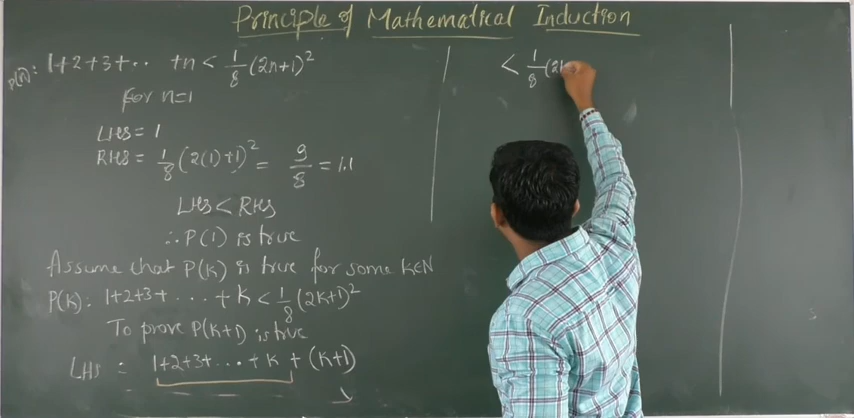 Principle of Mathematical Induction
P(n): 1+2+3+.. +n < 1/8 (2n+1)²
For n=1
LHS = 1
RHS = 1/8 (2(1)+1)² = 9/8 = 1.1
LHS < RHS
∴ P(1) is true
Assume that P(K) is true for some K∈N
P(K): 1+2+3+ . . . + K < 1/8 (2K+1)²
To prove P(K+1) is true
LHS = 1+2+3+ ... + K + (K+1)
< 1/8 (2